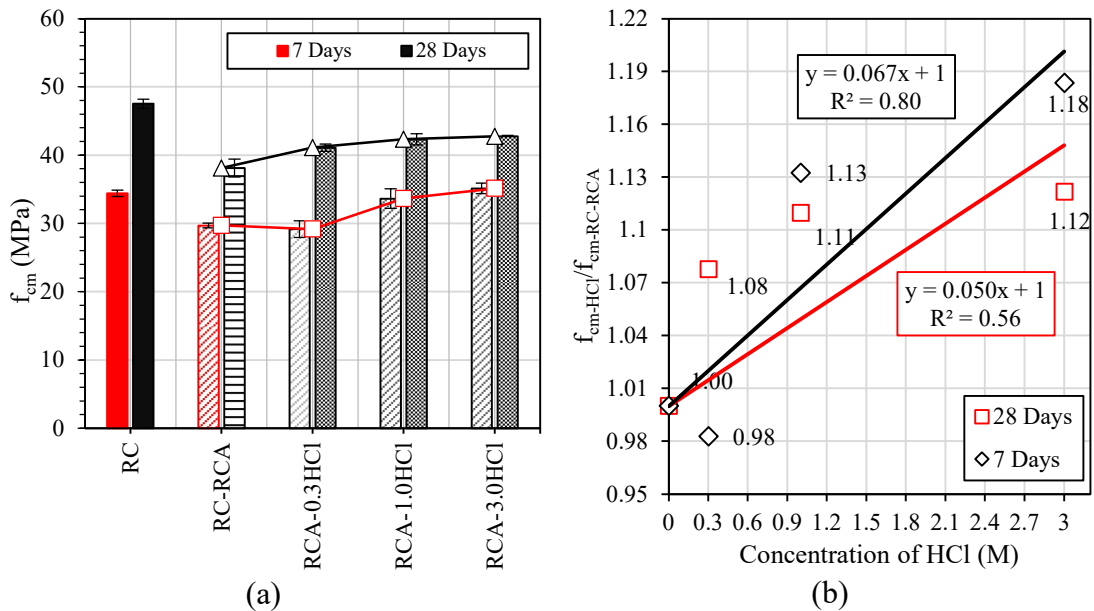 60
50
40
30
20
10
0
f_cm (MPa)
7 Days
28 Days
RC
RC-RCA
RCA-0.3HCl
RCA-1.0HCl
RCA-3.0HCl
(a)
1.22
1.19
1.16
1.13
1.1
1.07
1.04
1.01
0.98
0.95
f_cm-HCl/f_cm-RC-RCA
y = 0.067x + 1
R² = 0.80
1.18
1.13
1.11
1.12
1.08
y = 0.050x + 1
R² = 0.56
1.00
0.98
28 Days
7 Days
0 0.3 0.6 0.9 1.2 1.5 1.8 2.1 2.4 2.7 3
Concentration of HCl (M)
(b)